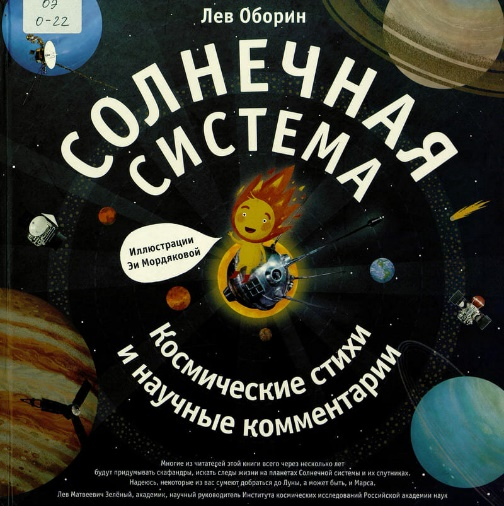 07
О-22
Лев Оборин
СОЛНЕЧНАЯ
СИСТЕМА
Иллюстрации
Эи Мордяковой
Космические стихи
и научные комментарии
Многие из читателей этой книги всего через несколько лет
будут придумывать скафандры, искать следы жизни на планетах Солнечной системы и их спутниках.
Надеюсь, некоторые из вас сумеют добраться до Луны, а может быть, и Марса.
Лев Матвеевич Зелёный, академик, научный руководитель Института космических исследований Российской академии наук